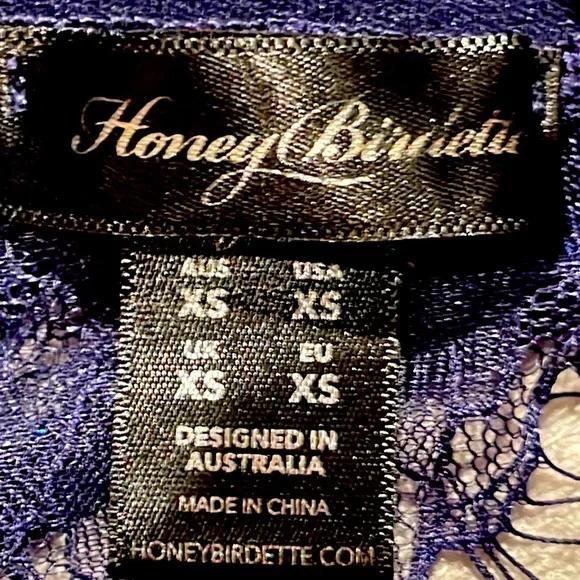 Honey Birdette
AUS USA
XS XS
UK EU
XS XS
DESIGNED IN
AUSTRALIA
MADE IN CHINA
HONEYBIRDETTE.COM